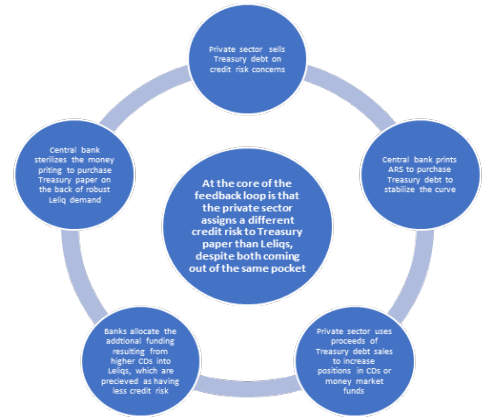 Private sector sells
Treasury debt on
credit risk concerns
Central bank prints
ARS to purchase
Treasury debt to
stabilize the curve
Private sector uses
proceeds of
Treasury debt sales
to increase
positions in CDs or
money market
funds
Banks allocate the
addtional funding
resulting from
higher CDs into
Leliqs, which are
precieved as having
less credit risk
Central bank
sterilizes the money
priting to purchase
Treasury paper on
the back of robust
Leliq demand
At the core of the
feedback loop is that
the private sector
assigns a different
credit risk to Treasury
paper than Leliqs,
despite both coming
out of the same pocket